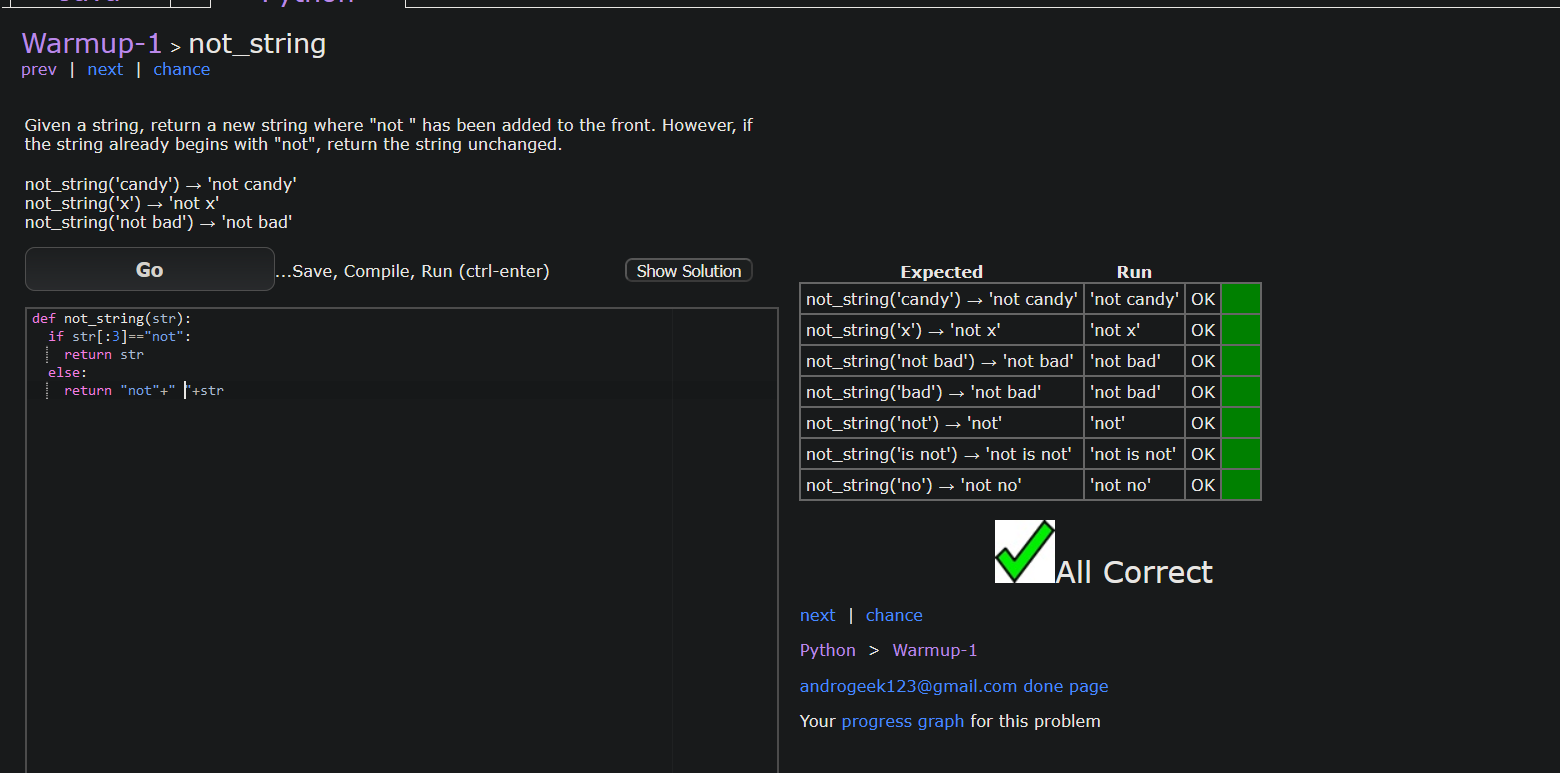 Warmup-1 > not_string
prev | next | chance
Given a string, return a new string where "not " has been added to the front. However, if
the string already begins with "not", return the string unchanged.
not_string('candy') → 'not candy'
not_string('x') → 'not x'
not_string('not bad') → 'not bad'
Go ...Save, Compile, Run (ctrl-enter) Show Solution
def not_string(str):
if str[:3]=="not":
return str
else:
return "not"+" "+str
Expected Run
not_string('candy') → 'not candy' 'not candy' OK
not_string('x') → 'not x' 'not x' OK
not_string('not bad') → 'not bad' 'not bad' OK
not_string('bad') → 'not bad' 'not bad' OK
not_string('not') → 'not' 'not' OK
not_string('is not') → 'not is not' 'not is not' OK
not_string('no') → 'not no' 'not no' OK
All Correct
next | chance
Python > Warmup-1
androgeek123@gmail.com done page
Your progress graph for this problem